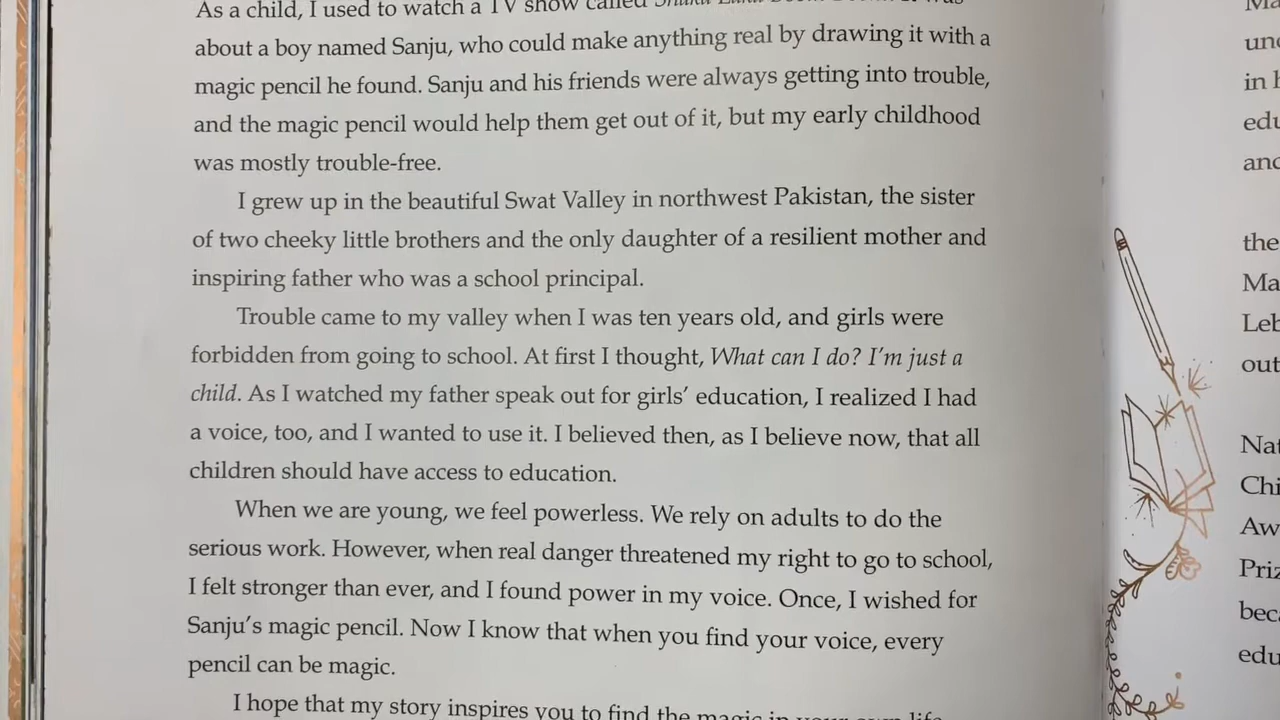 As a child, I used to watch a TV show called
about a boy named Sanju, who could make anything real by drawing it with a
magic pencil he found. Sanju and his friends were always getting into trouble,
and the magic pencil would help them get out of it, but my early childhood
was mostly trouble-free.
I grew up in the beautiful Swat Valley in northwest Pakistan, the sister
of two cheeky little brothers and the only daughter of a resilient mother and
inspiring father who was a school principal.
Trouble came to my valley when I was ten years old, and girls were
forbidden from going to school. At first I thought, What can I do? I'm just a
child. As I watched my father speak out for girls' education, I realized I had
a voice, too, and I wanted to use it. I believed then, as I believe now, that all
children should have access to education.
When we are young, we feel powerless. We rely on adults to do the
serious work. However, when real danger threatened my right to go to school,
I felt stronger than ever, and I found power in my voice. Once, I wished for
Sanju's magic pencil. Now I know that when you find your voice, every
pencil can be magic.
I hope that my story inspires you to find the magic in your own life
the
out